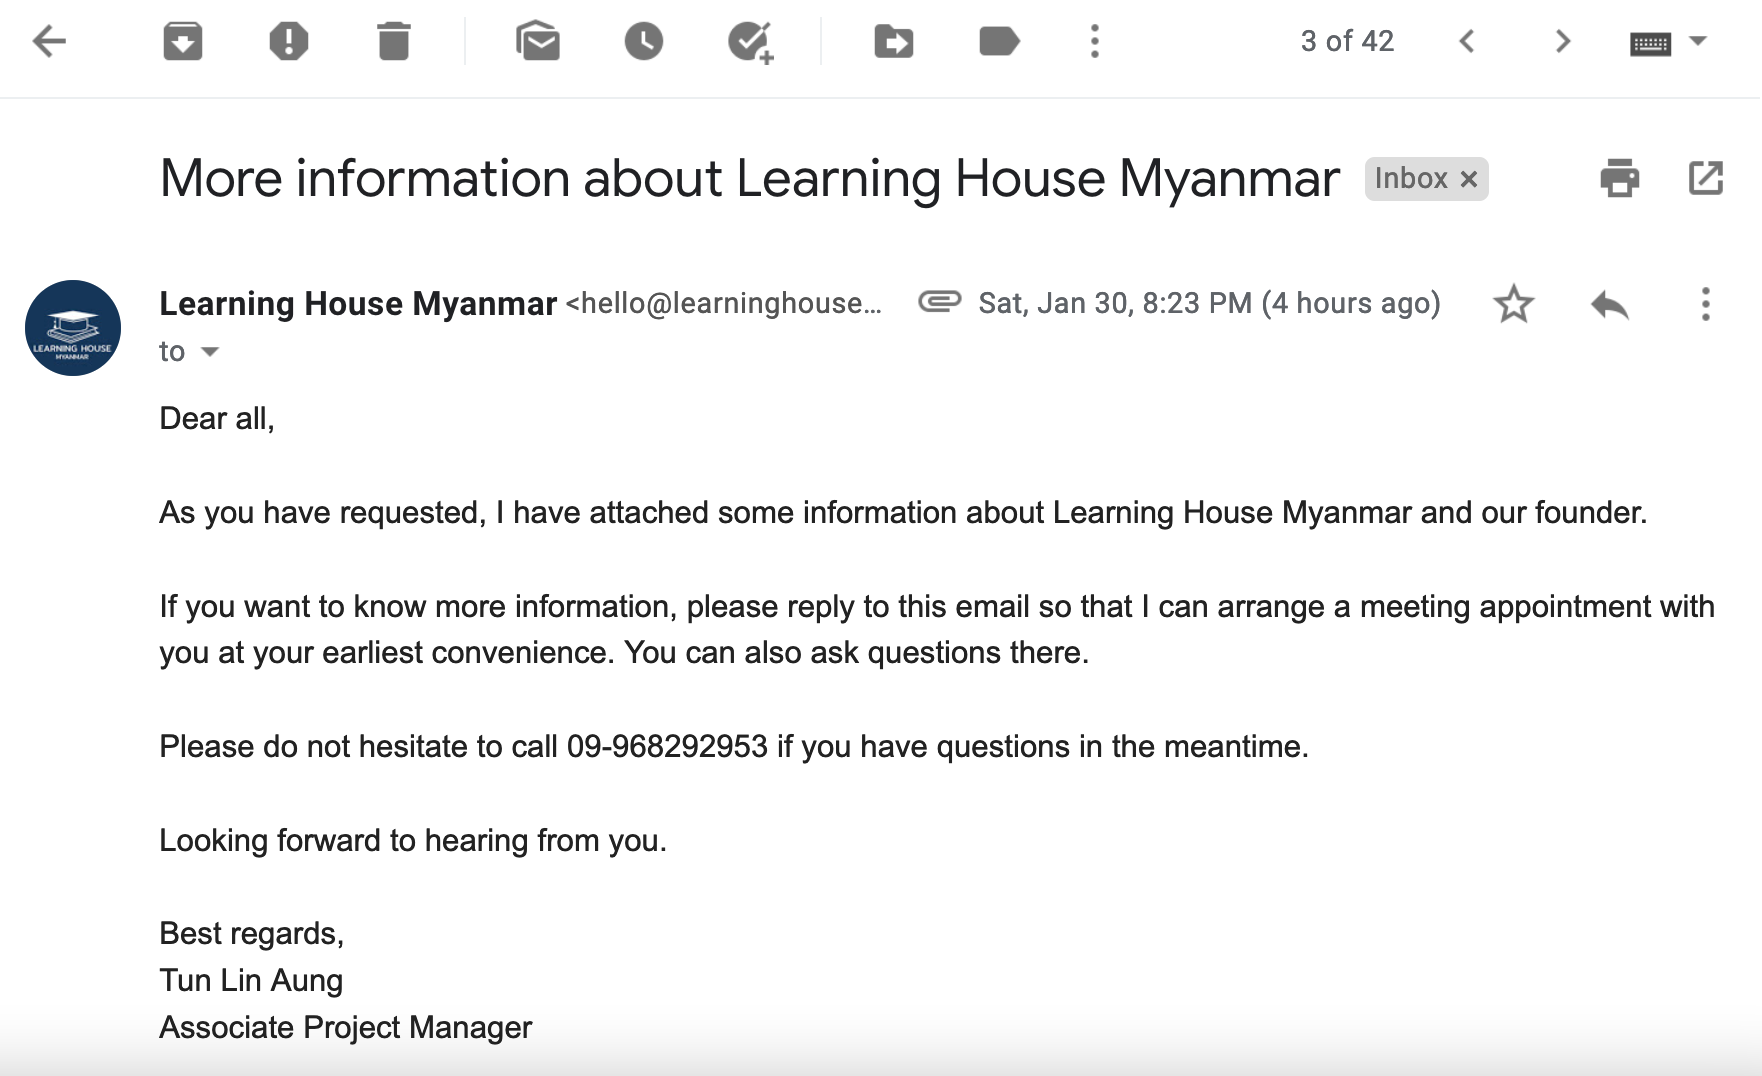 3 of 42
More information about Learning House Myanmar Inbox ×
Learning House Myanmar <hello@learninghouse... Sat, Jan 30, 8:23 PM (4 hours ago)
LEARNING HOUSE
MYANMAR
to
Dear all,
As you have requested, I have attached some information about Learning House Myanmar and our founder.
If you want to know more information, please reply to this email so that I can arrange a meeting appointment with
you at your earliest convenience. You can also ask questions there.
Please do not hesitate to call 09-968292953 if you have questions in the meantime.
Looking forward to hearing from you.
Best regards,
Tun Lin Aung
Associate Project Manager